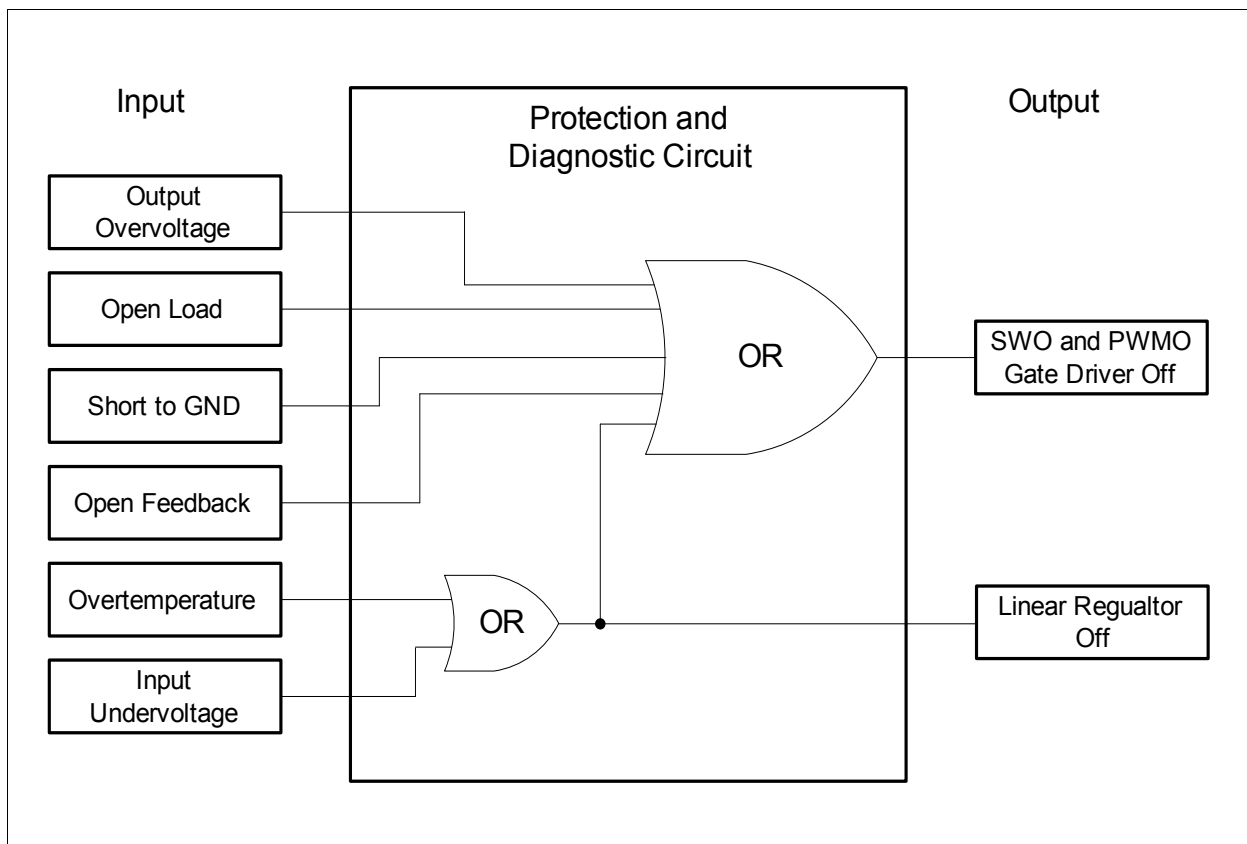 Input
Protection and
Diagnostic Circuit
Output
Output
Overvoltage
Open Load
Short to GND
Open Feedback
Overtemperature
Input
Undervoltage
OR
OR
SWO and PWMO
Gate Driver Off
Linear Regualtor
Off